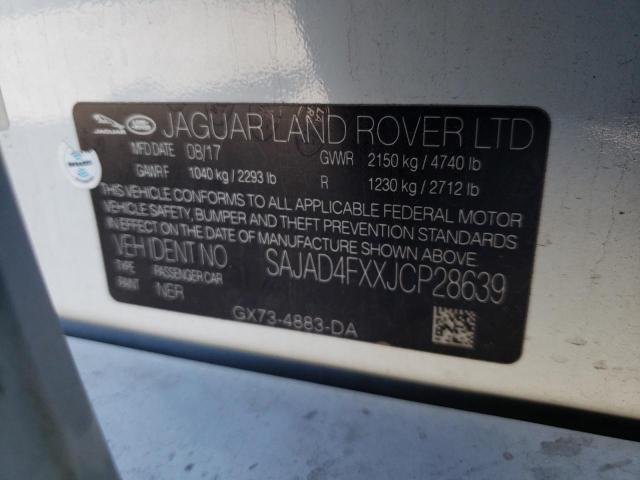 JAGUAR
JAGUAR LAND ROVER LTD
MFD DATE 08/17 GVWR 2150 kg / 4740 lb
GAWR F 1040 kg / 2293 lb R 1230 kg / 2712 lb
THIS VEHICLE CONFORMS TO ALL APPLICABLE FEDERAL MOTOR
VEHICLE SAFETY, BUMPER AND THEFT PREVENTION STANDARDS
IN EFFECT ON THE DATE OF MANUFACTURE SHOWN ABOVE
VEH IDENT NO SAJAD4FXXJCP28639
TYPE PASSENGER CAR
PAINT NER
GX73-4883-DA